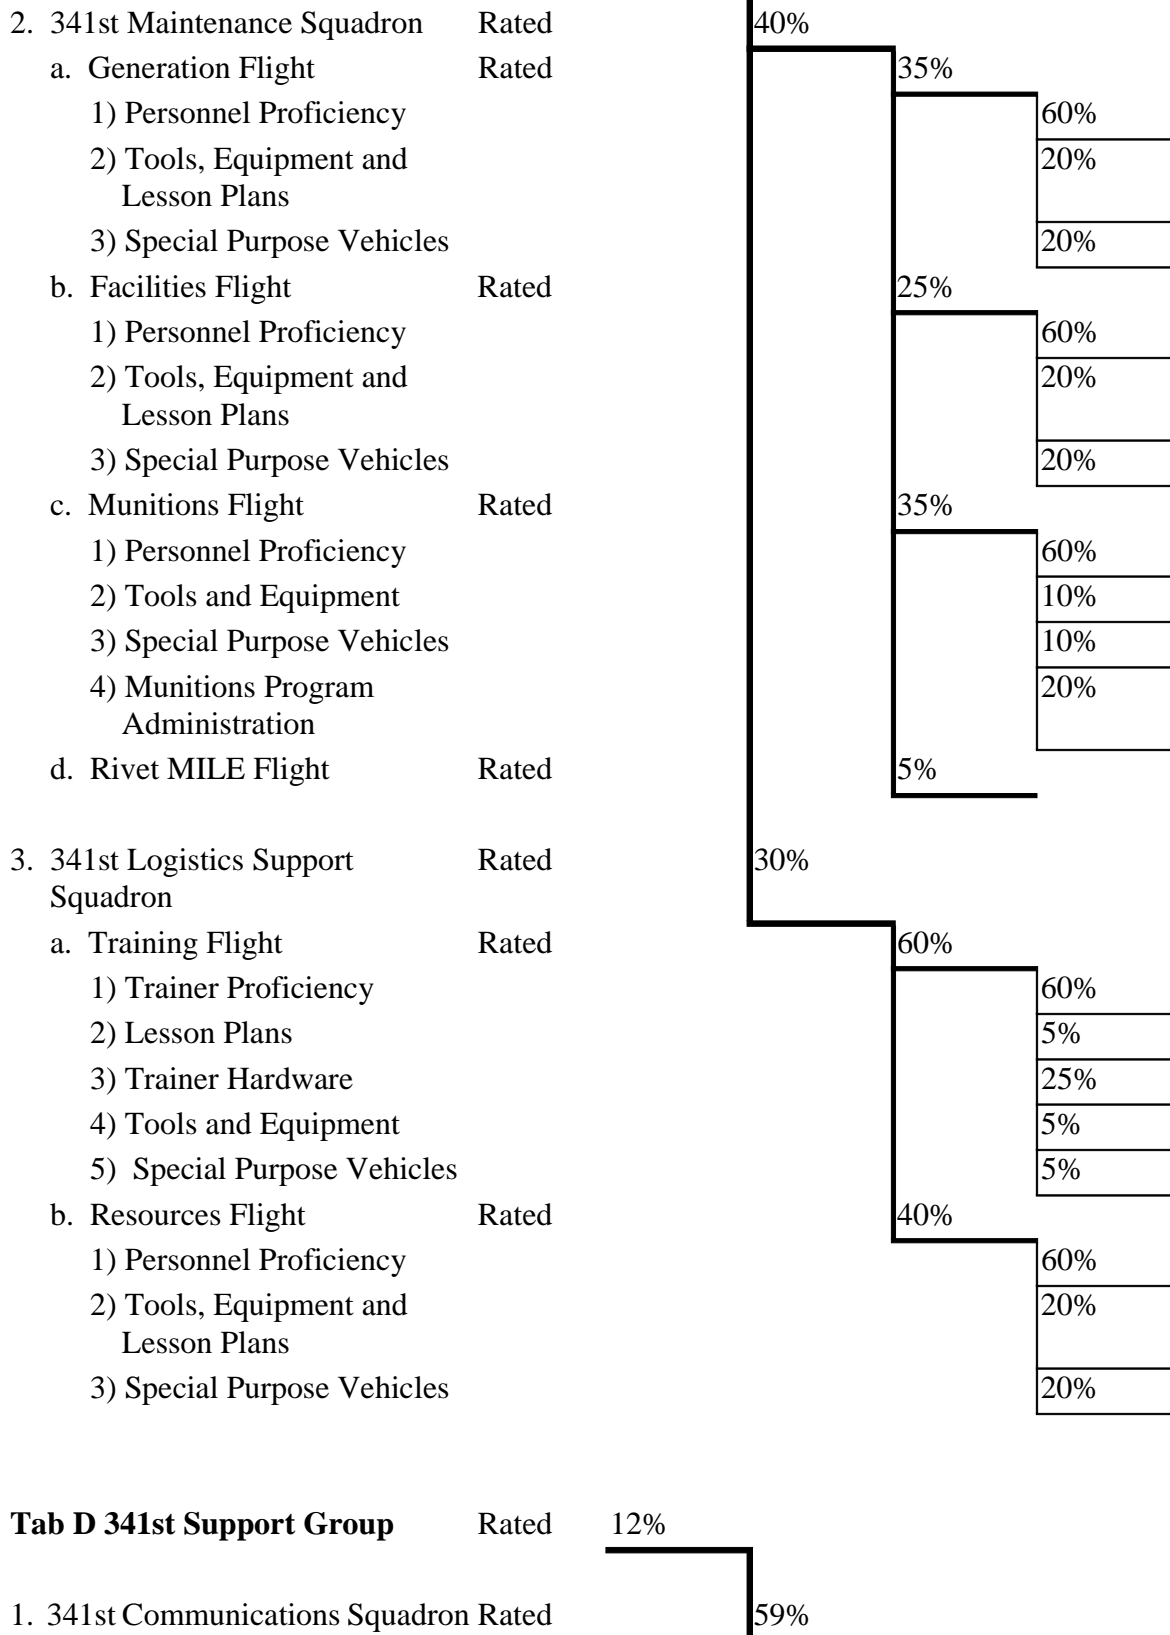 2. 341st Maintenance Squadron Rated 40%
a. Generation Flight Rated 35%
1) Personnel Proficiency 60%
2) Tools, Equipment and 20%
Lesson Plans
3) Special Purpose Vehicles 20%
b. Facilities Flight Rated 25%
1) Personnel Proficiency 60%
2) Tools, Equipment and 20%
Lesson Plans
3) Special Purpose Vehicles 20%
c. Munitions Flight Rated 35%
1) Personnel Proficiency 60%
2) Tools and Equipment 10%
3) Special Purpose Vehicles 10%
4) Munitions Program 20%
Administration
d. Rivet MILE Flight Rated 5%
3. 341st Logistics Support Rated 30%
Squadron
a. Training Flight Rated 60%
1) Trainer Proficiency 60%
2) Lesson Plans 5%
3) Trainer Hardware 25%
4) Tools and Equipment 5%
5) Special Purpose Vehicles 5%
b. Resources Flight Rated 40%
1) Personnel Proficiency 60%
2) Tools, Equipment and 20%
Lesson Plans
3) Special Purpose Vehicles 20%
Tab D 341st Support Group Rated 12%
1. 341st Communications Squadron Rated 59%